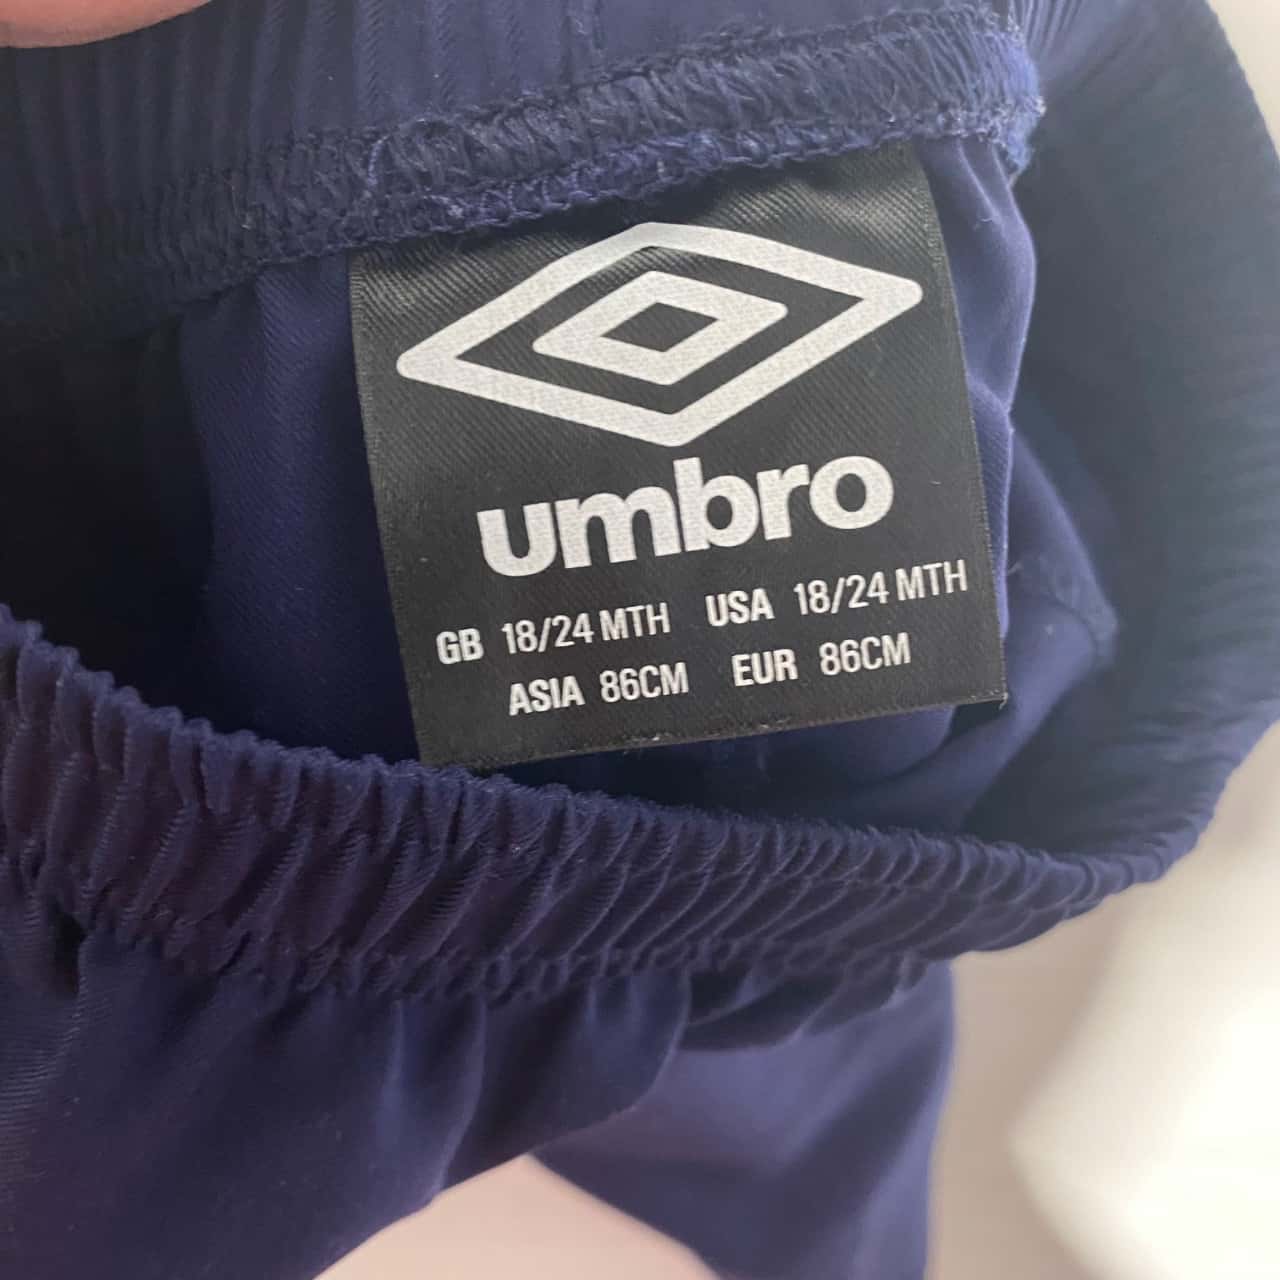 umbro
GB 18/24 MTH USA 18/24 MTH
ASIA 86CM EUR 86CM